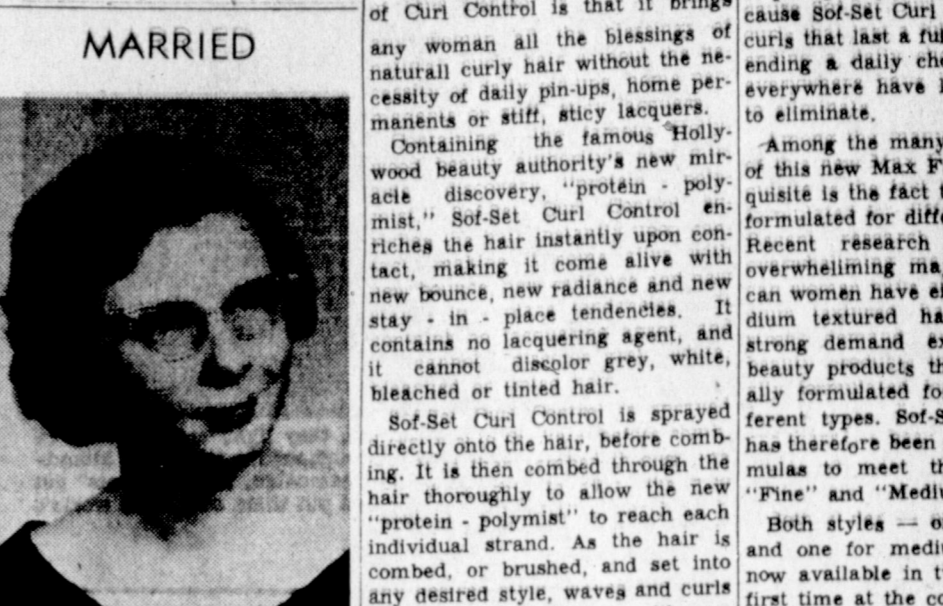 MARRIED
of Curl Control is that it brings
any woman all the blessings of
naturall curly hair without the ne-
cessity of daily pin-ups, home per-
manents or stiff, sticy lacquers.
Containing the famous Holly-
wood beauty authority's new mir-
acle discovery, "protein - poly-
mist," Sof-Set Curl Control en-
riches the hair instantly upon con-
tact, making it come alive with
new bounce, new radiance and new
stay - in - place tendencies. It
contains no lacquering agent, and
it cannot discolor grey, white,
bleached or tinted hair.
Sof-Set Curl Control is sprayed
directly onto the hair, before comb-
ing. It is then combed through the
hair thoroughly to allow the new
"protein - polymist" to reach each
individual strand. As the hair is
combed, or brushed, and set into
any desired style, waves and curls
cause Sof-Set Curl
curls that last a
ending a daily
everywhere have
to eliminate.
Among the many
of this new Max
quisite is the fact
formulated for
Recent research
overwheliming
can women have
dium textured
strong demand
beauty products
ally formulated
ferent types.
has therefore been
mulas to meet
"Fine" and
Both styles —
and one for
now available in
first time at the